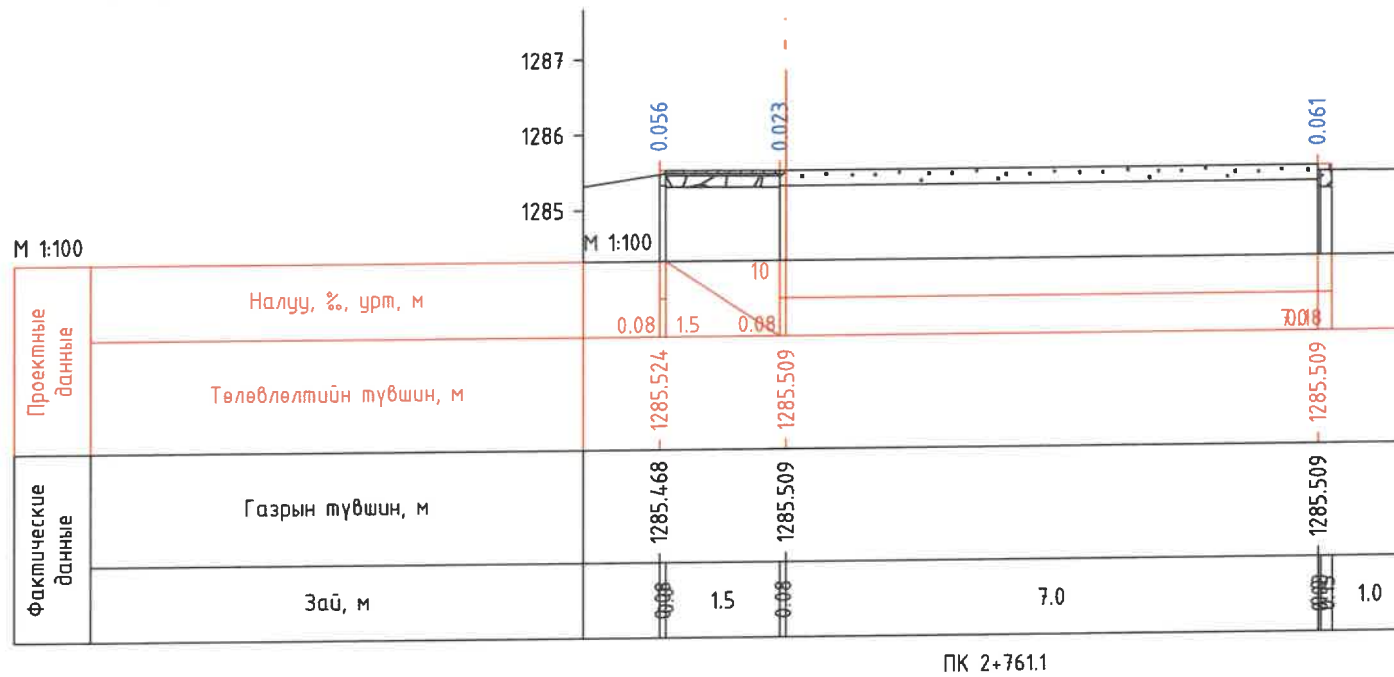 1287
1286
1285
0.056
0.023
0.061
М 1:100
М 1:100
Проектные данные
Налуу, ‰, урт, м
0.08
1.5
10
0.08
Төлөвлөлтийн түвшин, м
1285.524
1285.509
1285.509
Фактические данные
Газрын түвшин, м
1285.468
1285.509
1285.509
Зай, м
1.5
0.08
7.0
1.0
ПК 2+761.1